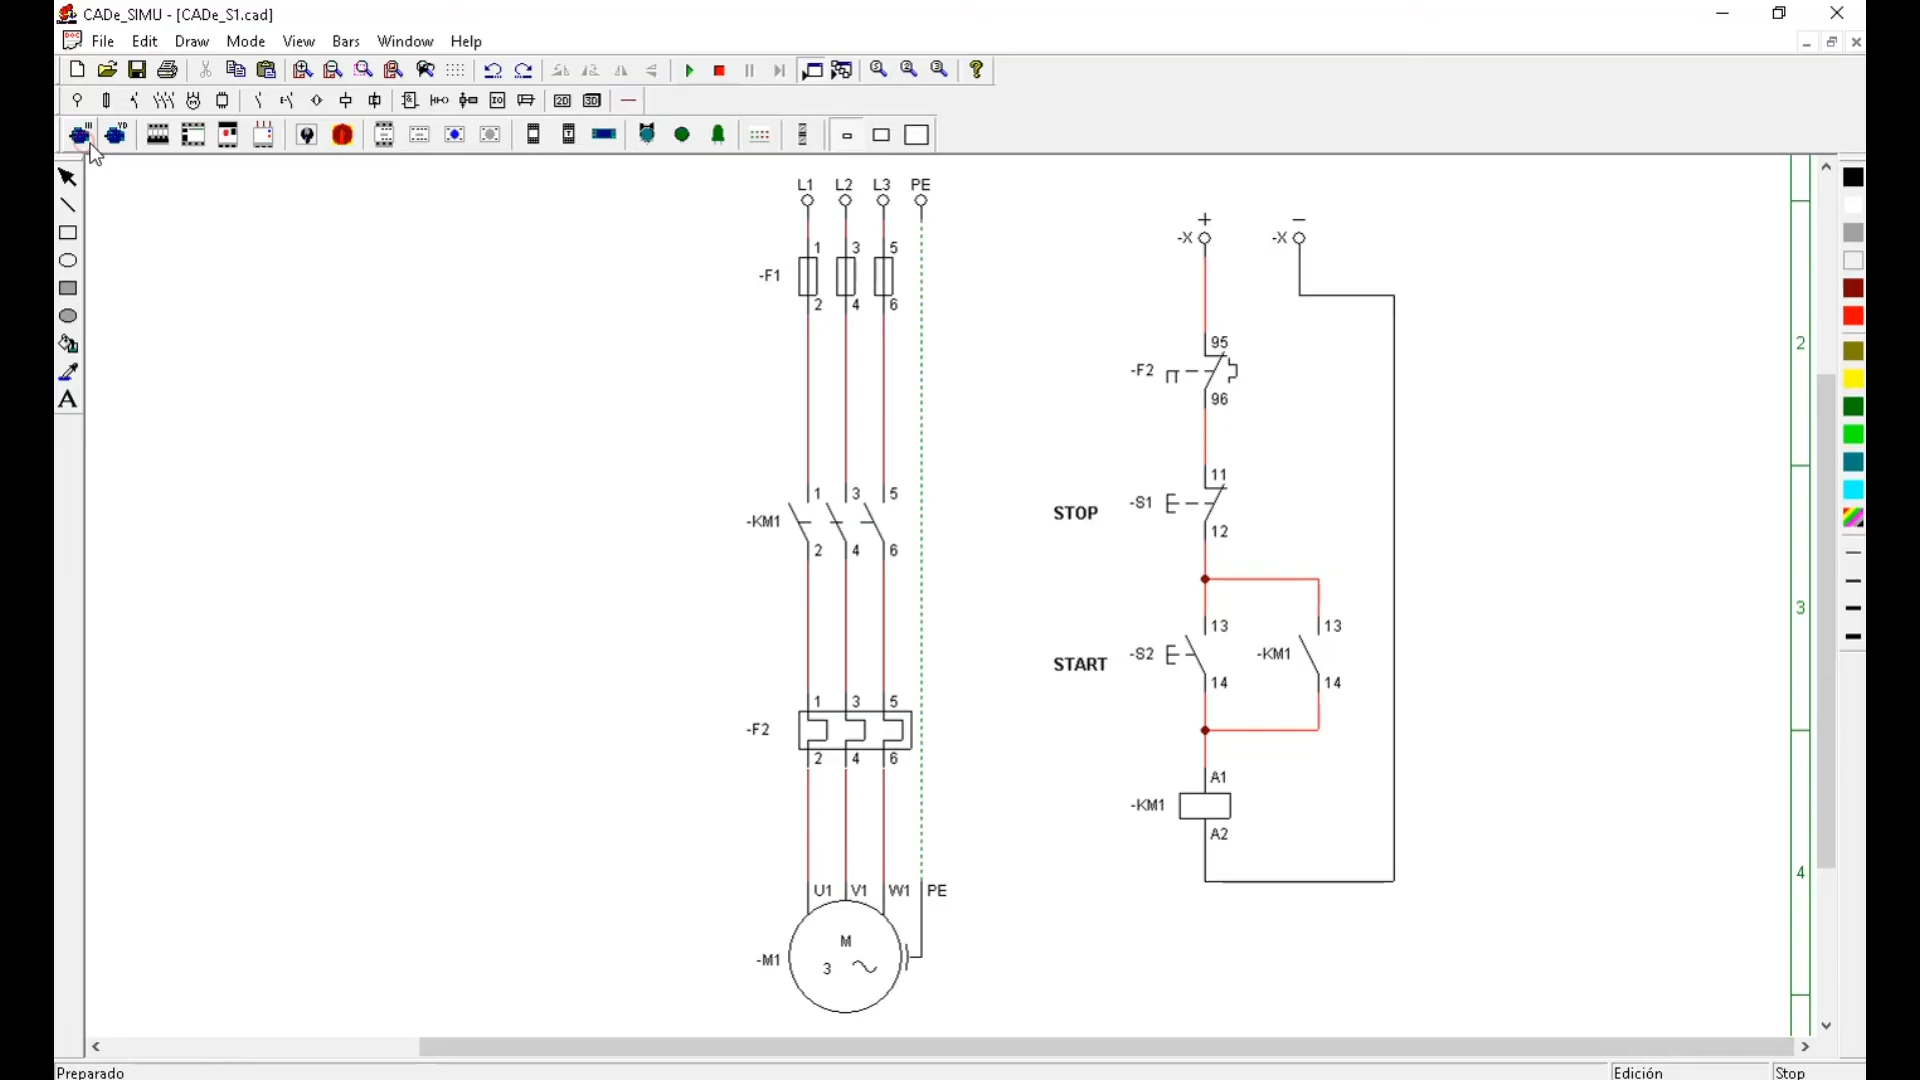 CADe_SIMU - [CADe_S1.cad]
File Edit Draw Mode View Bars Window Help
L1 L2 L3 PE
+ −
-X -X
1 3 5
-F1
2 4 6
95
-F2
96
2
11
-S1
12
STOP
1 3 5
-KM1
2 4 6
3
13 13
-S2 -KM1
14 14
START
1 3 5
-F2
2 4 6
A1
-KM1
A2
4
U1 V1 W1 PE
M
3
-M1
Preparado Edición Stop